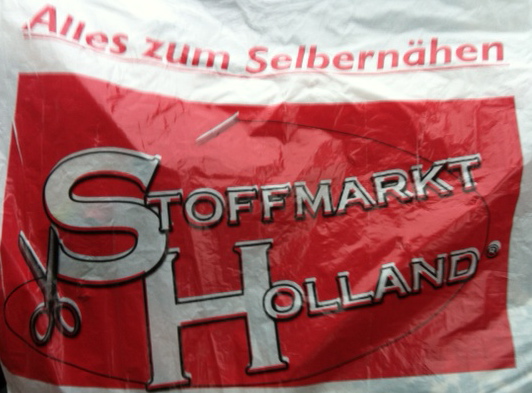 Alles zum Selbernähen
STOFFMARKT
HOLLAND®